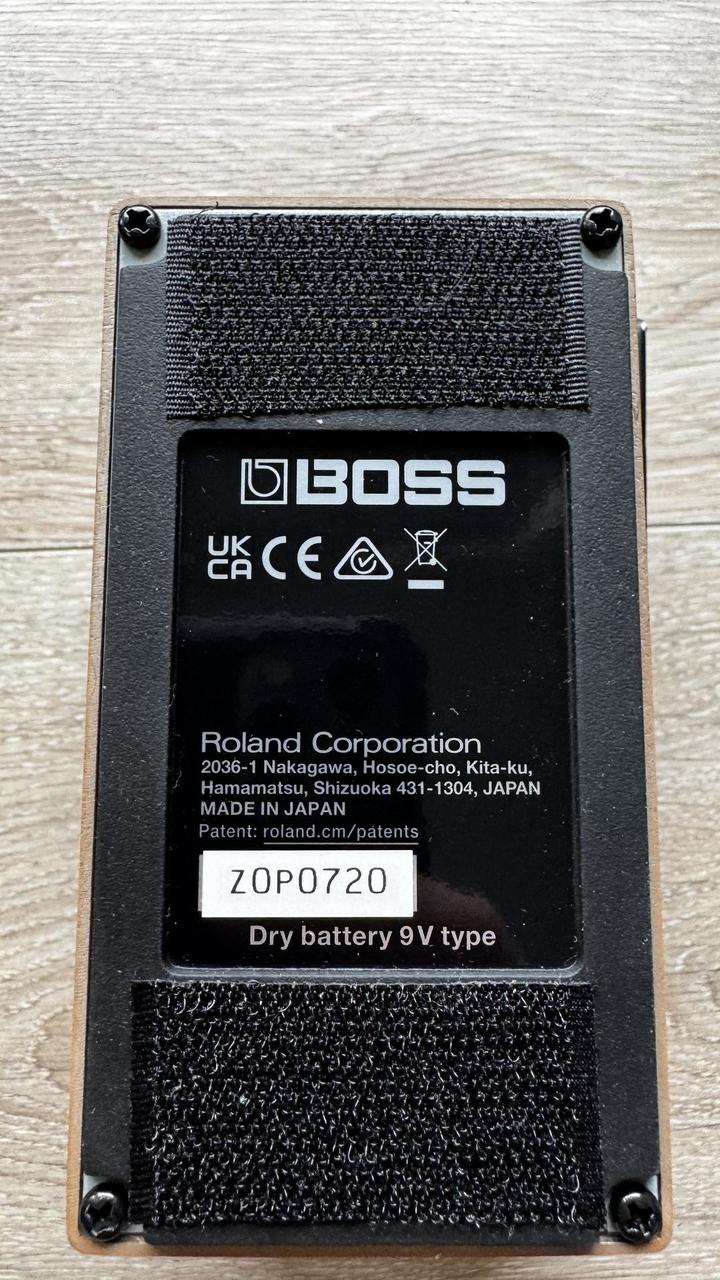 BOSS
UK
CA CE
Roland Corporation
2036-1 Nakagawa, Hosoe-cho, Kita-ku,
Hamamatsu, Shizuoka 431-1304, JAPAN
MADE IN JAPAN
Patent: roland.cm/patents
Z0P0720
Dry battery 9V type